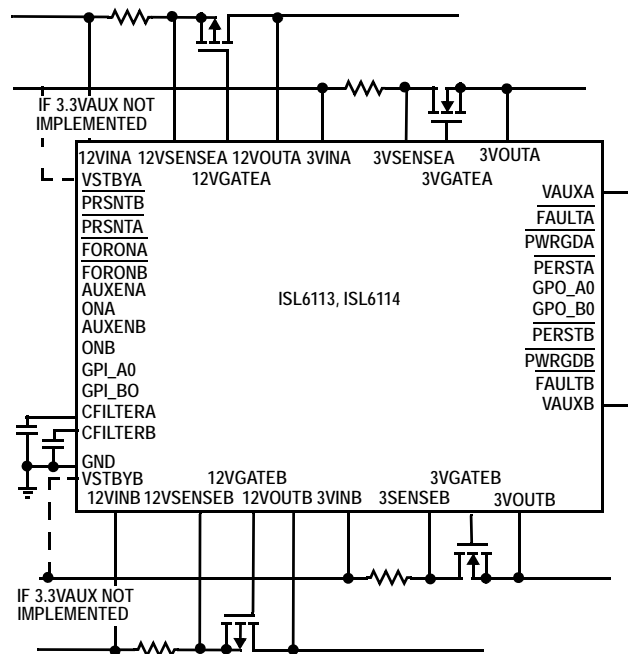 IF 3.3VAUX NOT
IMPLEMENTED
12VINA 12VSENSEA 12VOUTA 3VINA 3VSENSEA 3VOUTA
12VGATEA 3VGATEA
VSTBYA
PRSNTB
PRSNTA
FORONA
FORONB
AUXENA
ONA
AUXENB
ONB
GPI_A0
GPI_BO
CFILTERA
CFILTERB
GND
VSTBYB
ISL6113, ISL6114
VAUXA
FAULTA
PWRGDA
PERSTA
GPO_A0
GPO_B0
PERSTB
PWRGDB
FAULTB
VAUXB
12VGATEB 3VGATEB
12VINB 12VSENSEB 12VOUTB 3VINB 3SENSEB 3VOUTB
IF 3.3VAUX NOT
IMPLEMENTED